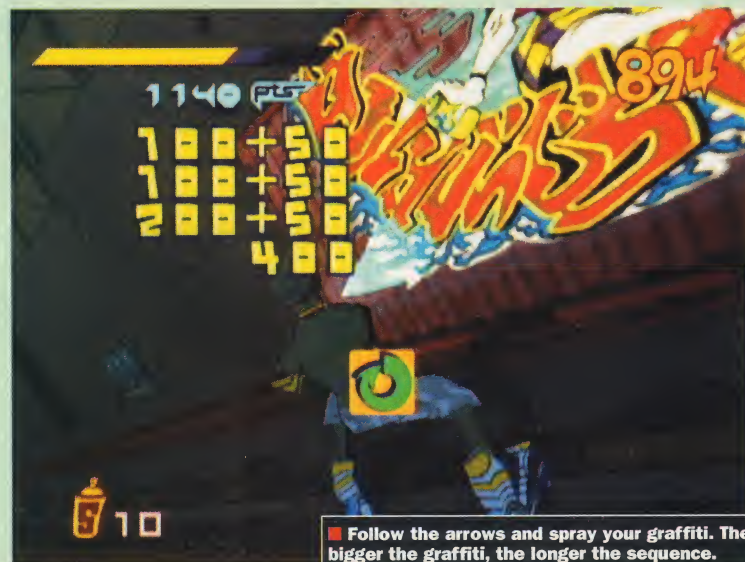 1140 pts
894
100+50
100+50
200+50
400
10
Follow the arrows and spray your graffiti. The
bigger the graffiti, the longer the sequence.